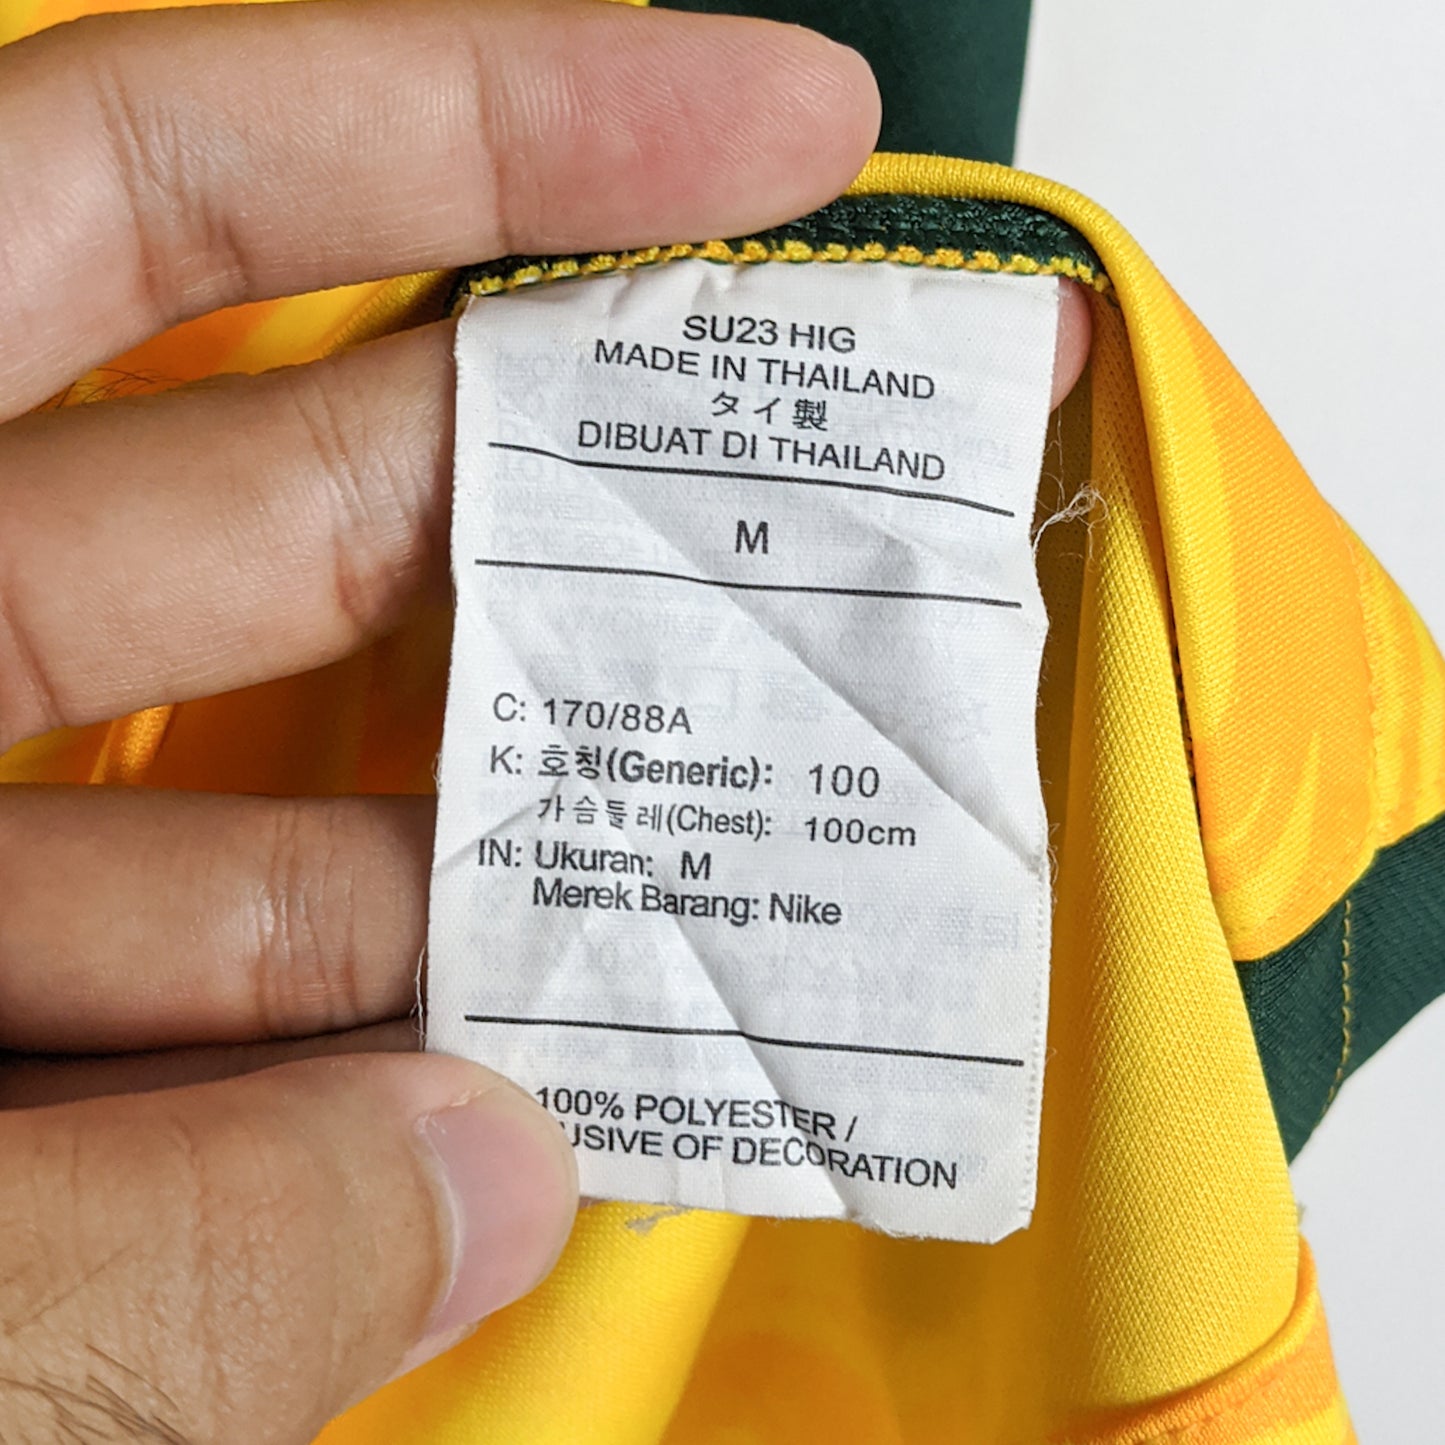 SU23 HIG
MADE IN THAILAND
タイ製
DIBUAT DI THAILAND
M
C: 170/88A
K: 호칭(Generic): 100
가슴둘레(Chest): 100cm
IN: Ukuran: M
Merek Barang: Nike
100% POLYESTER /
OF DECORATION